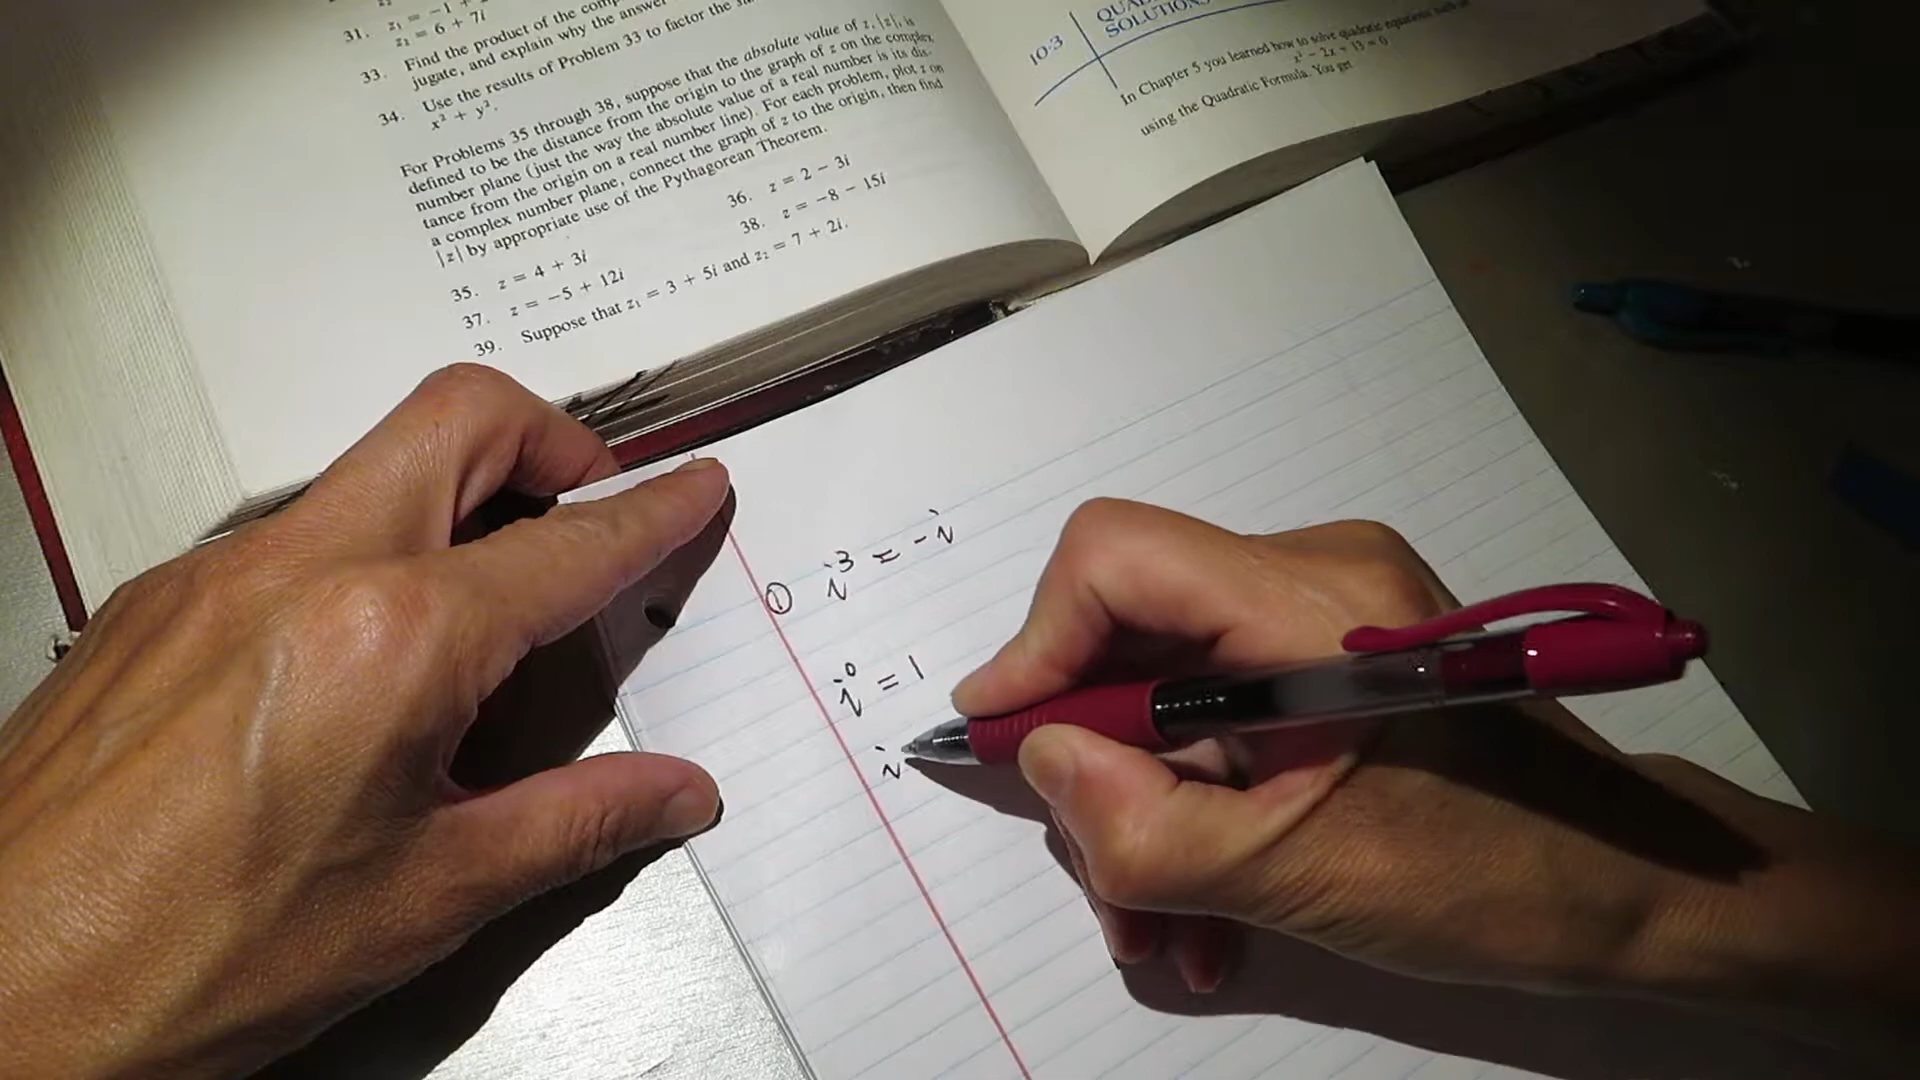 31. z₁ = −1 +
z₂ = 6 + 7i
33. Find the product of the
jugate, and explain why the answer
34. Use the results of Problem 33 to factor the
x² + y².
For Problems 35 through 38, suppose that the absolute value of z, |z|, is
defined to be the distance from the origin to the graph of z on the complex
number plane (just the way the absolute value of a real number is its dis-
tance from the origin on a real number line). For each problem, plot z on
a complex number plane, connect the graph of z to the origin, then find
|z| by appropriate use of the Pythagorean Theorem.
35. z = 4 + 3i
36. z = 2 − 3i
37. z = −5 + 12i
38. z = −8 − 15i
39. Suppose that z₁ = 3 + 5i and z₂ = 7 + 2i.
10·3
SOLUTIONS
In Chapter 5 you learned how to solve quadratic equations such as
x² − 2x + 13 = 0
using the Quadratic Formula. You get
① i³ = -i
i⁰ = 1
i